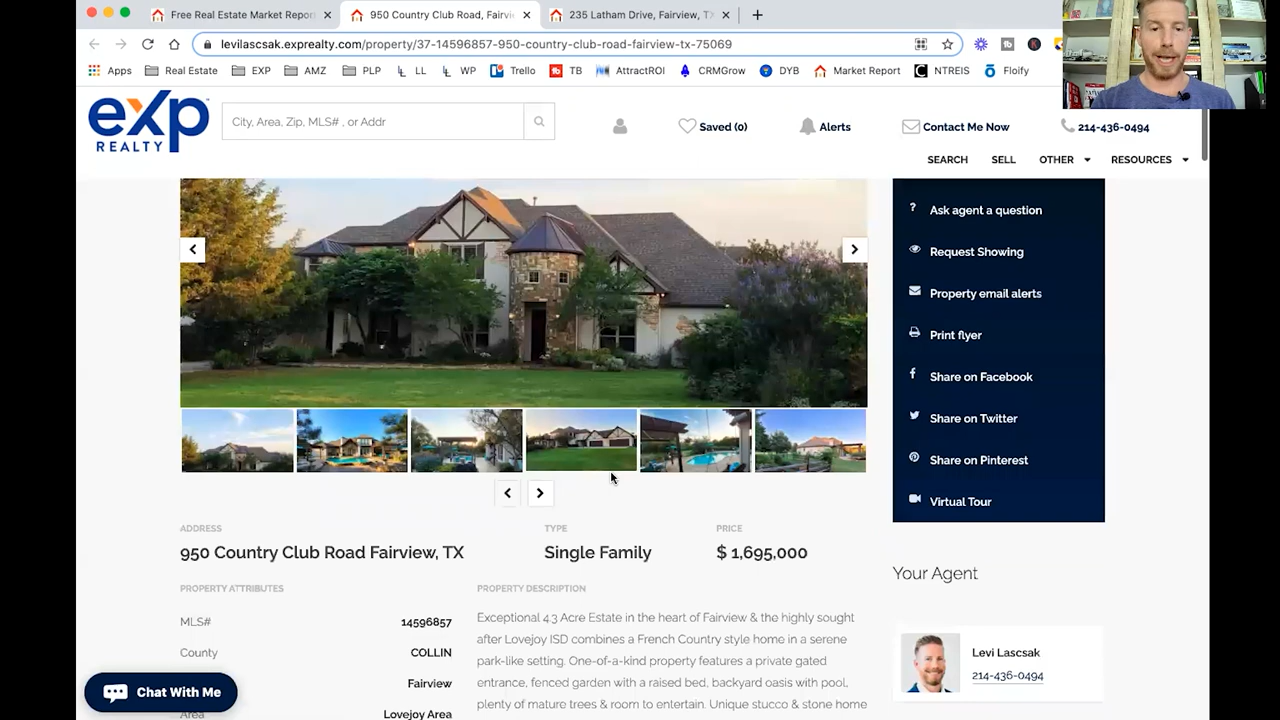 Free Real Estate Market Report
950 Country Club Road, Fairvi
235 Latham Drive, Fairview, TX
levilascsak.exprealty.com/property/37-14596857-950-country-club-road-fairview-tx-75069
Apps Real Estate EXP AMZ PLP LL WP Trello TB AttractROI CRMGrow DYB Market Report NTREIS Floify
eXp
REALTY
City, Area, Zip, MLS# , or Addr
Saved (0) Alerts Contact Me Now 214-436-0494
SEARCH SELL OTHER RESOURCES
Ask agent a question
Request Showing
Property email alerts
Print flyer
Share on Facebook
Share on Twitter
Share on Pinterest
Virtual Tour
ADDRESS TYPE PRICE
950 Country Club Road Fairview, TX Single Family $ 1,695,000
PROPERTY ATTRIBUTES
MLS# 14596857
County COLLIN
Fairview
Area Lovejoy Area
PROPERTY DESCRIPTION
Exceptional 4.3 Acre Estate in the heart of Fairview & the highly sought
after Lovejoy ISD combines a French Country style home in a serene
park-like setting. One-of-a-kind property features a private gated
entrance, fenced garden with a raised bed, backyard oasis with pool,
plenty of mature trees & room to entertain. Unique stucco & stone home
Your Agent
Levi Lascsak
214-436-0494
Chat With Me